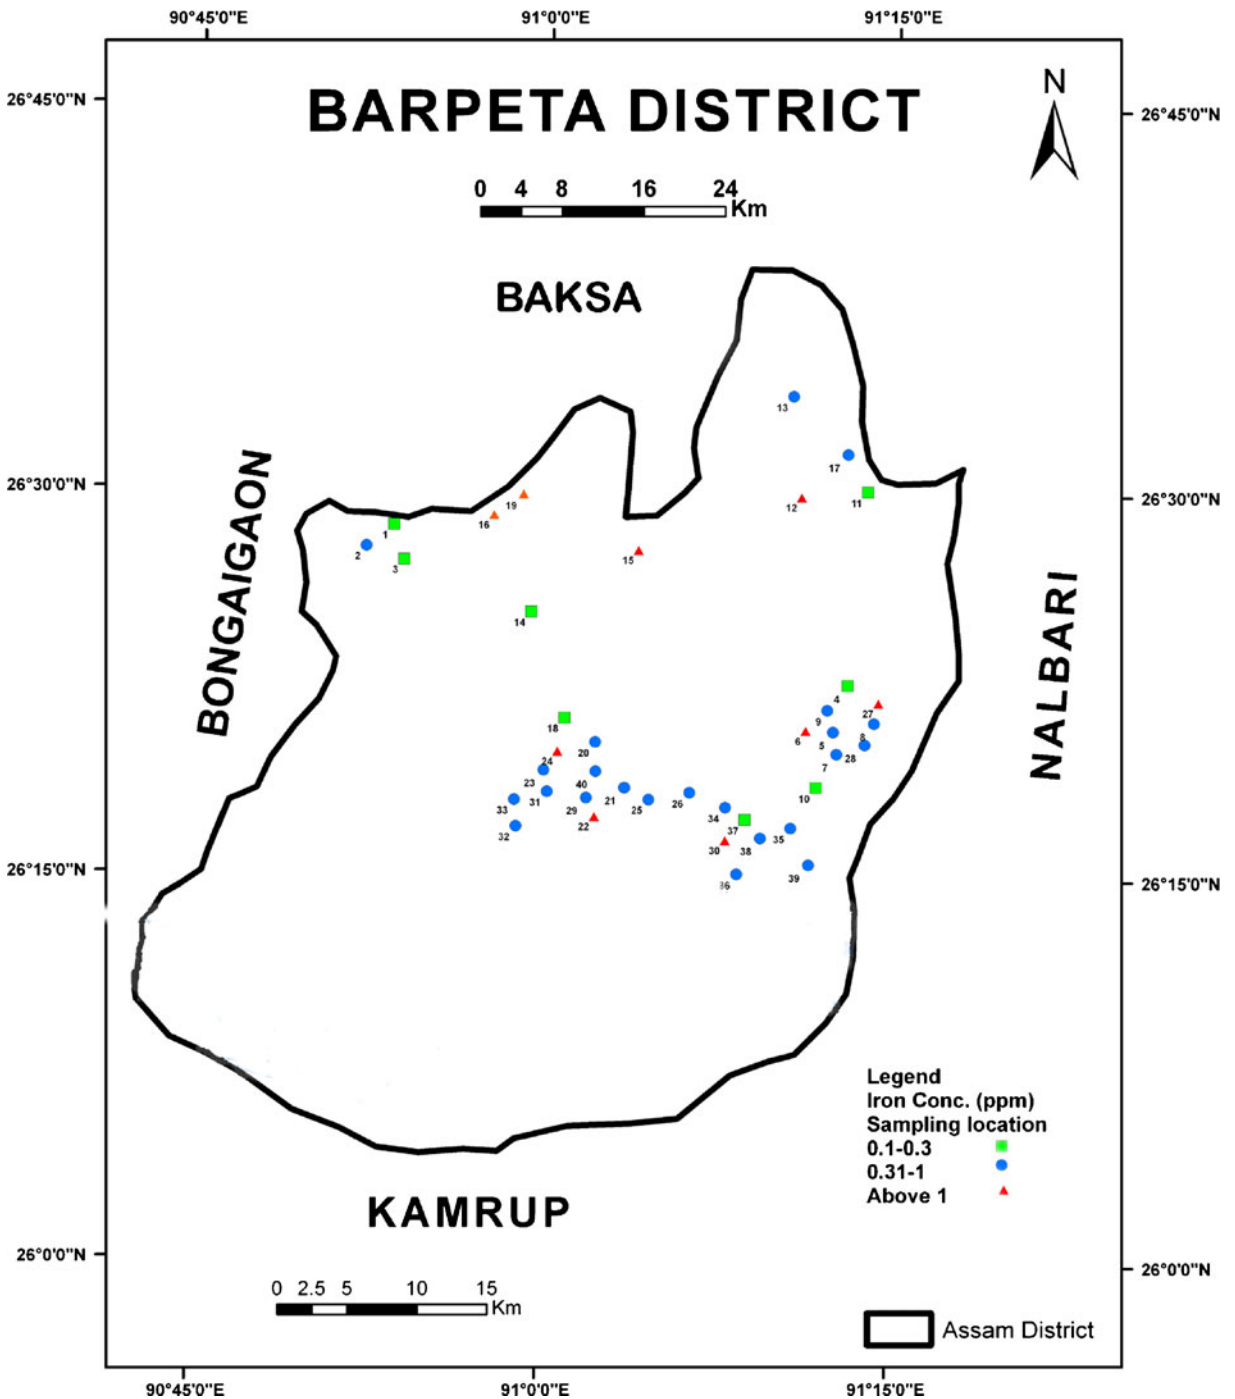 90°45'0"E 91°0'0"E 91°15'0"E
26°45'0"N
26°45'0"N
BARPETA DISTRICT
N
0 4 8 16 24
Km
BAKSA
13
17
26°30'0"N
26°30'0"N
19
16
12
11
1
2
3
15
BONGAIGAON
14
NALBARI
4
27
18
9
6
5
8
20
24
7
28
23
40
10
33
31
29
21
25
26
34
22
37
32
30
38
35
36
39
26°15'0"N
26°15'0"N
Legend
Iron Conc. (ppm)
Sampling location
0.1-0.3
0.31-1
Above 1
KAMRUP
26°0'0"N
26°0'0"N
0 2.5 5 10 15
Km
Assam District
90°45'0"E 91°0'0"E 91°15'0"E